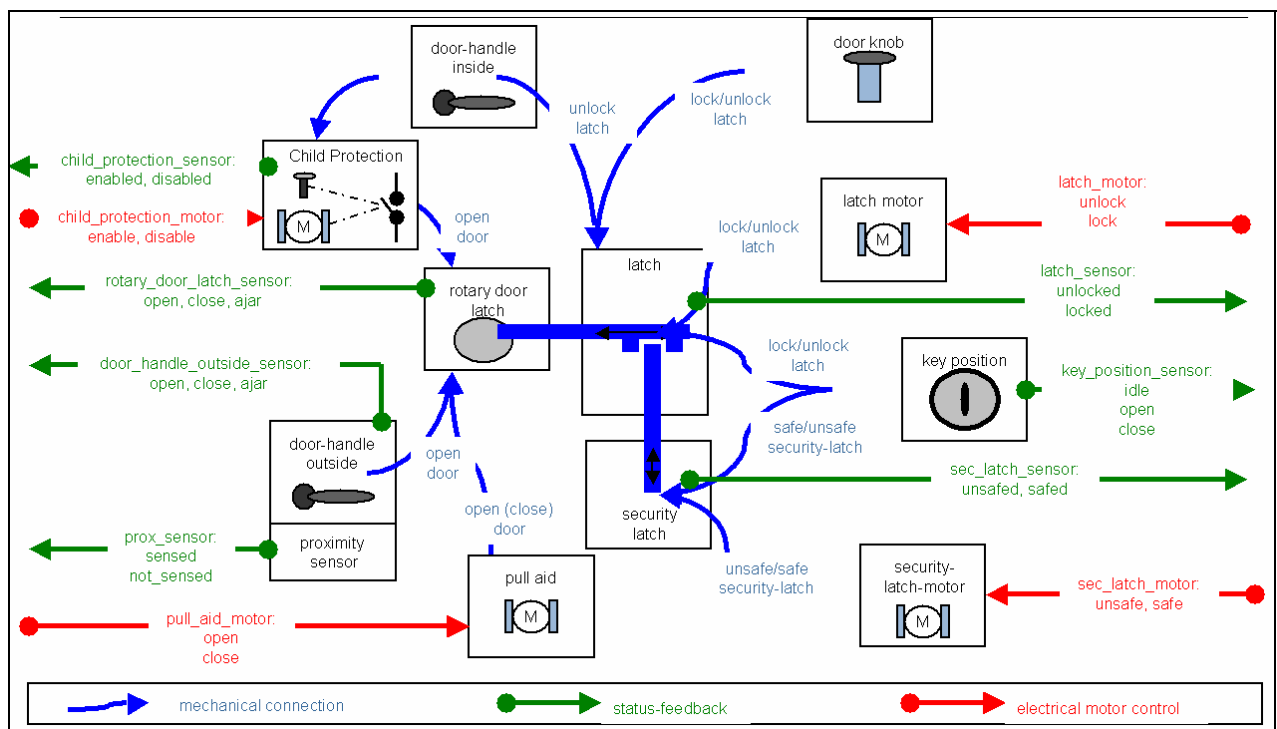 door-handle
inside
door knob
unlock
latch
lock/unlock
latch
child_protection_sensor:
enabled, disabled
Child Protection
M
child_protection_motor:
enable, disable
open
door
latch motor
M
latch_motor:
unlock
lock
lock/unlock
latch
latch
rotary_door_latch_sensor:
open, close, ajar
rotary door
latch
latch_sensor:
unlocked
locked
door_handle_outside_sensor:
open, close, ajar
lock/unlock
latch
key position
key_position_sensor:
idle
open
close
door-handle
outside
open
door
safe/unsafe
security-latch
sec_latch_sensor:
unsafed, safed
open (close)
door
security
latch
prox_sensor:
sensed
not_sensed
proximity
sensor
unsafe/safe
security-latch
pull aid
M
security-
latch-motor
M
sec_latch_motor:
unsafe, safe
pull_aid_motor:
open
close
mechanical connection
status-feedback
electrical motor control